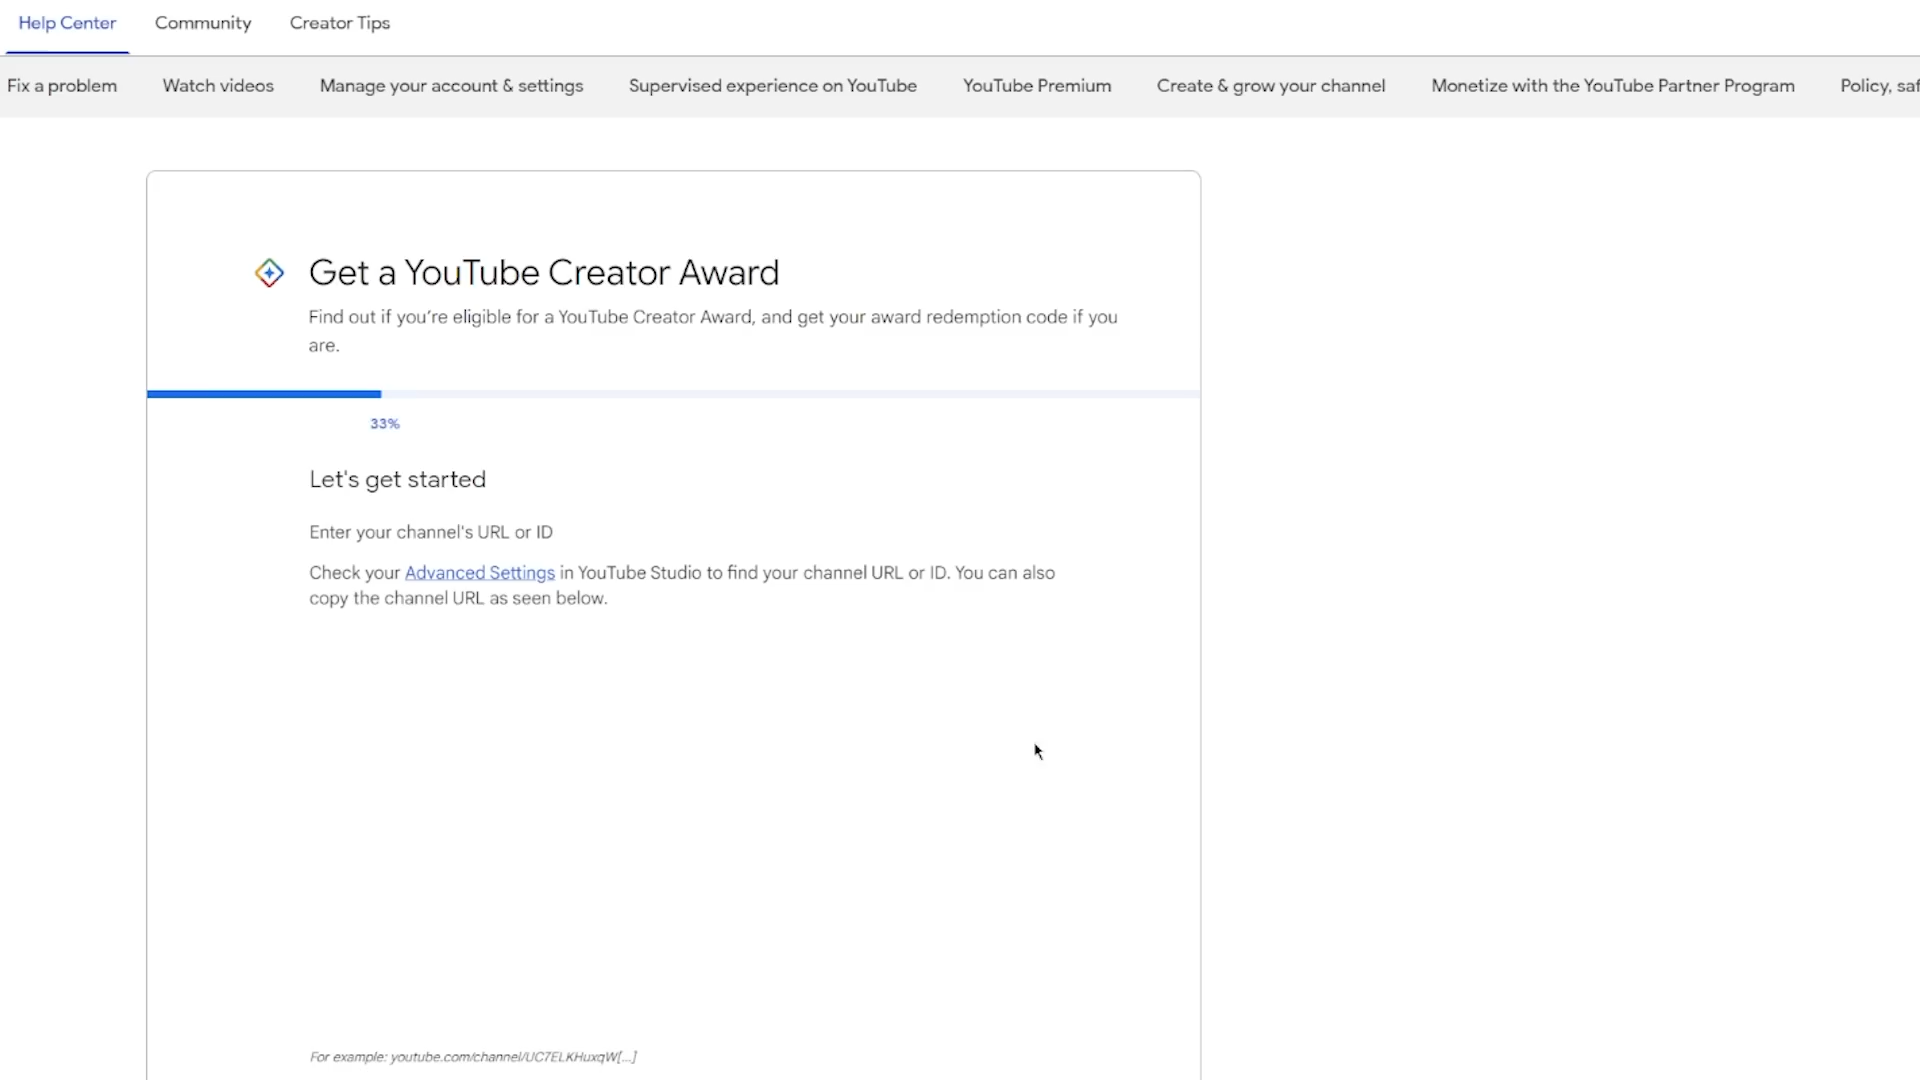 Help Center Community Creator Tips
Fix a problem Watch videos Manage your account & settings Supervised experience on YouTube YouTube Premium Create & grow your channel Monetize with the YouTube Partner Program Policy, saf
Get a YouTube Creator Award
Find out if you're eligible for a YouTube Creator Award, and get your award redemption code if you
are.
33%
Let's get started
Enter your channel's URL or ID
Check your Advanced Settings in YouTube Studio to find your channel URL or ID. You can also
copy the channel URL as seen below.
For example: youtube.com/channel/UC7ELKHuxqW[...]